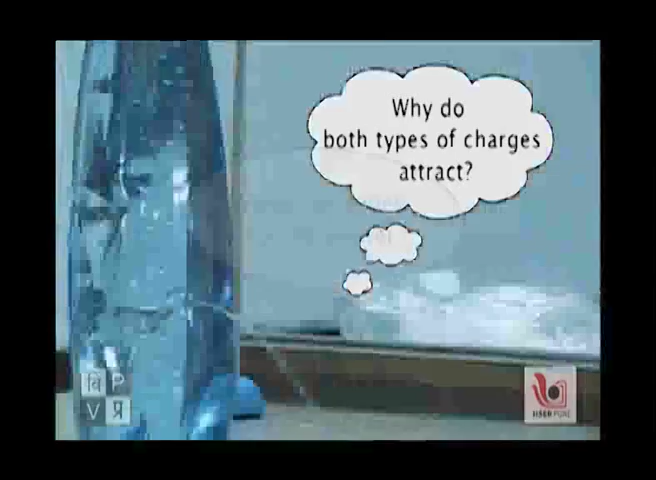 Why do
both types of charges
attract?
वि P
V प्र
IISER PUNE